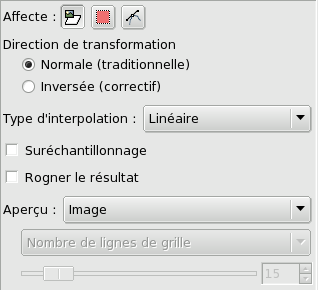 Affecte :
Direction de transformation
Normale (traditionnelle)
Inversée (correctif)
Type d'interpolation : Linéaire
Suréchantillonnage
Rogner le résultat
Aperçu : Image
Nombre de lignes de grille
15